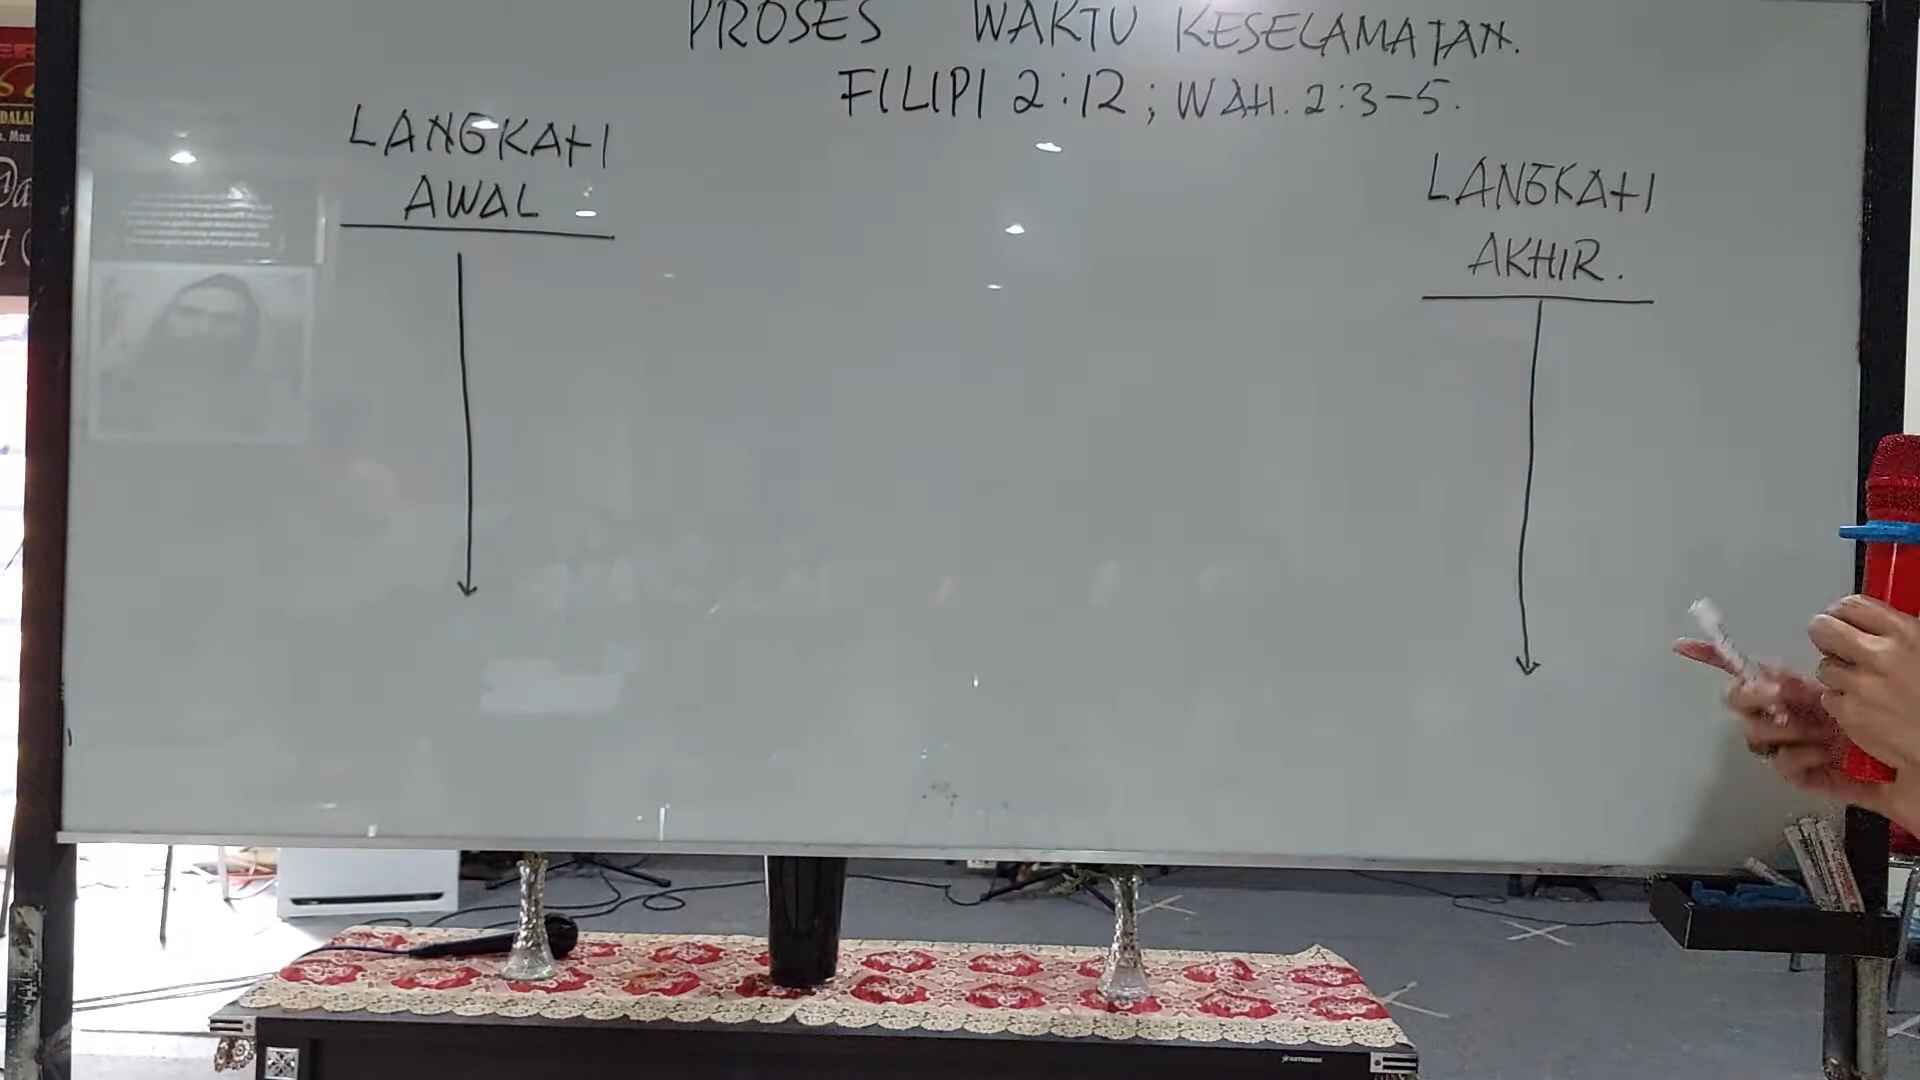 PROSES WAKTU KESELAMATAN.
FILIPI 2:12; WAH. 2:3-5.
LANGKAH
AWAL
LANGKAH
AKHIR.